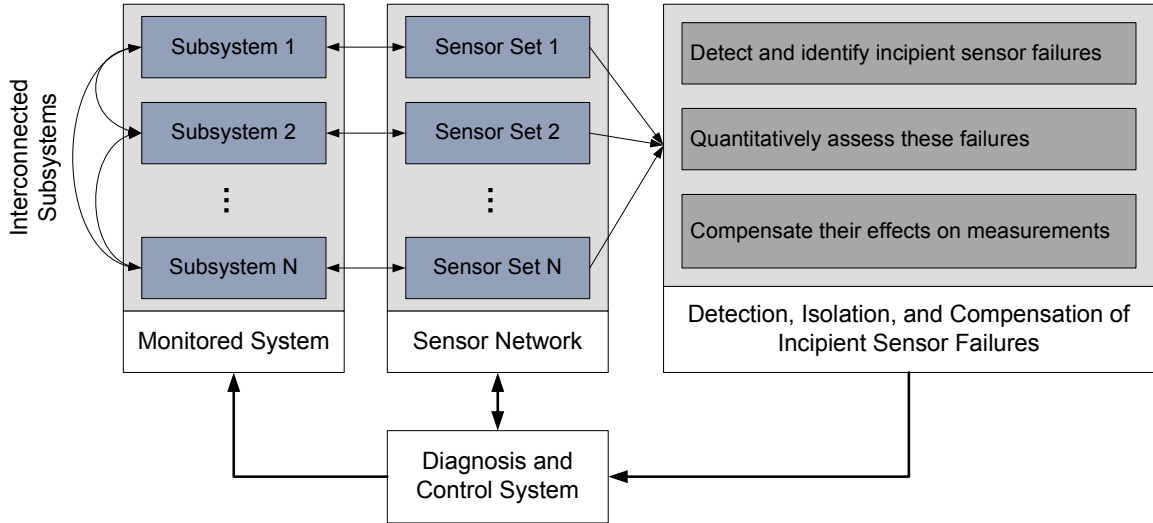 Interconnected
Subsystems
Subsystem 1
Subsystem 2
⋮
Subsystem N
Monitored System
Sensor Set 1
Sensor Set 2
⋮
Sensor Set N
Sensor Network
Detect and identify incipient sensor failures
Quantitatively assess these failures
Compensate their effects on measurements
Detection, Isolation, and Compensation of
Incipient Sensor Failures
Diagnosis and
Control System